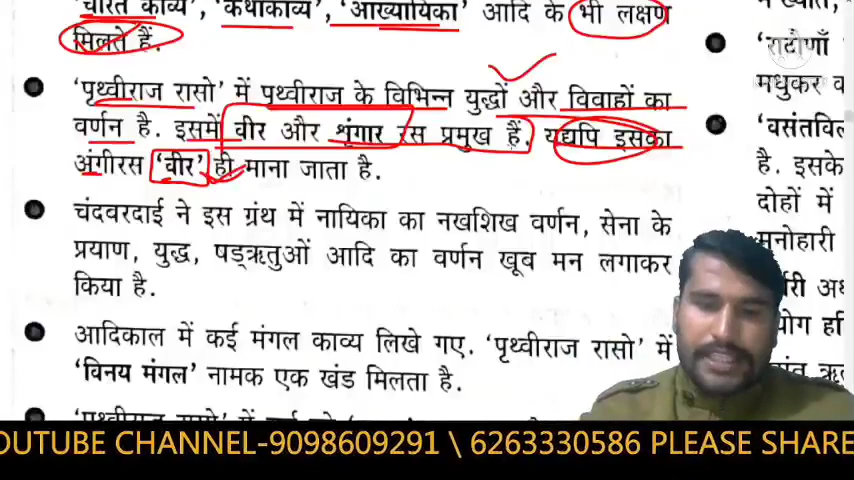 'चरित काव्य', 'कथाकाव्य', 'आख्यायिका' आदि के भी लक्षण
मिलते हैं.
'पृथ्वीराज रासो' में पृथ्वीराज के विभिन्न युद्धों और विवाहों का
वर्णन है. इसमें वीर और श्रृंगार रस प्रमुख हैं. यद्यपि इसका
अंगीरस 'वीर' ही माना जाता है.
चंदवरदाई ने इस ग्रंथ में नायिका का नखशिख वर्णन, सेना के
प्रयाण, युद्ध, षड्ऋतुओं आदि का वर्णन खूब मन लगाकर
किया है.
आदिकाल में कई मंगल काव्य लिखे गए. 'पृथ्वीराज रासो' में
'विनय मंगल' नामक एक खंड मिलता है.
'राठौणाँ
मधुकर
'वसंतविल
है. इसके
दोहों में
मनोहारी
OUTUBE CHANNEL-9098609291 \ 6263330586 PLEASE SHARE